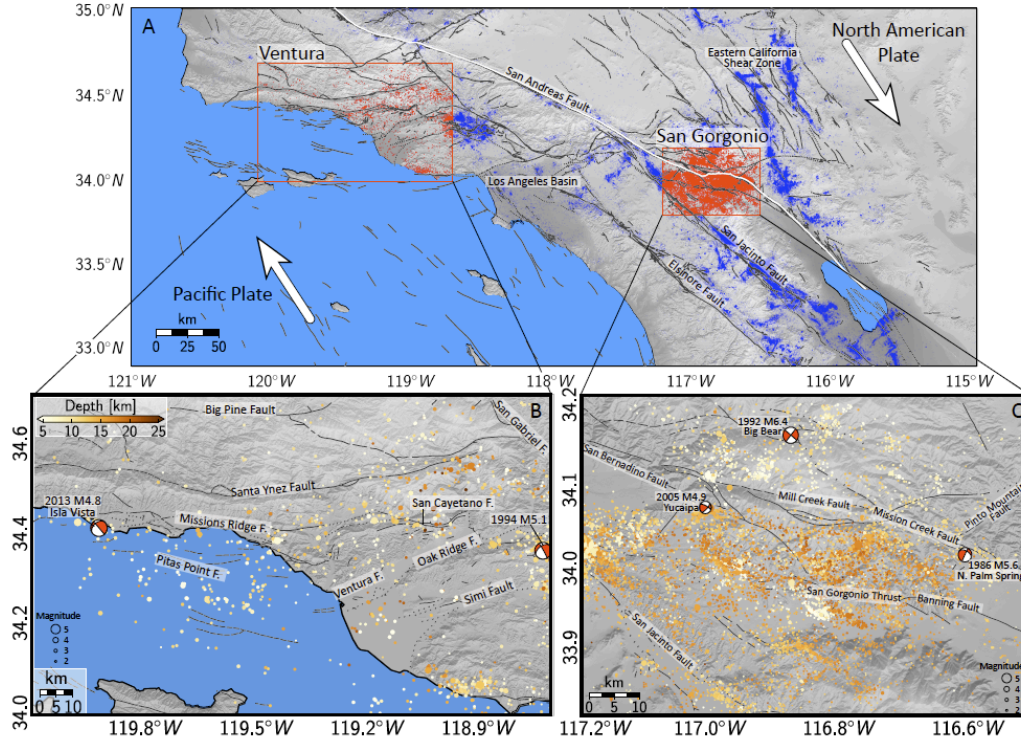 35.0°N
A
North American
Plate
Ventura
Eastern California
Shear Zone
San Andreas Fault
34.5°N
San Gorgonio
34.0°N
Los Angeles Basin
San Jacinto Fault
Elsinore Fault
33.5°N
Pacific Plate
km
0 25 50
33.0°N
121°W 120°W 119°W 118°W 117°W 116°W 115°W
Depth [km]
5 10 15 20 25
B
Big Pine Fault
San Gabriel F.
34.6
Santa Ynez Fault
2013 M4.8
Isla Vista
San Cayetano F.
Missions Ridge F.
1994 M5.1
34.4
Oak Ridge F.
Pitas Point F.
Ventura F.
Simi Fault
34.2
Magnitude
5
4
3
2
km
0 5 10
34.0
119.8°W 119.6°W 119.2°W 118.9°W
34.2
C
1992 M6.4
Big Bear
San Bernadino Fault
34.1
2005 M4.9
Yucaipa
Mill Creek Fault
Pinto Mountain
Fault
Mission Creek Fault
34.0
1986 M5.6,
N. Palm Spring
San Gorgonio Thrust
Banning Fault
33.9
San Jacinto Fault
Magnitude
5
4
3
2
km
0 5 10
117.2°W 117.0°W 116.8°W 116.6°W